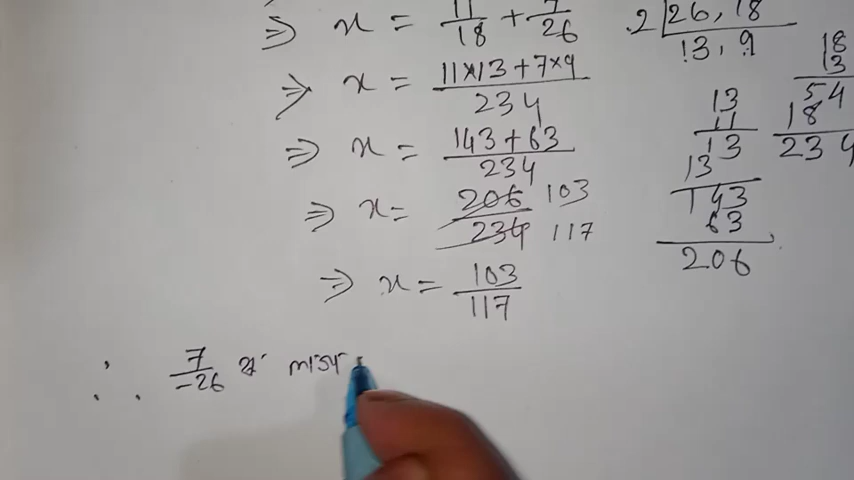 ⇒ x = 11/18 + 7/26
2 | 26, 18
13, 9
⇒ x = (11×13 + 7×9)/234
⇒ x = (143 + 63)/234
⇒ x = 206/234 103/117
⇒ x = 103/117
18
13
54
18
234
13
11
13
13
143
63
206
∴ 7/-26